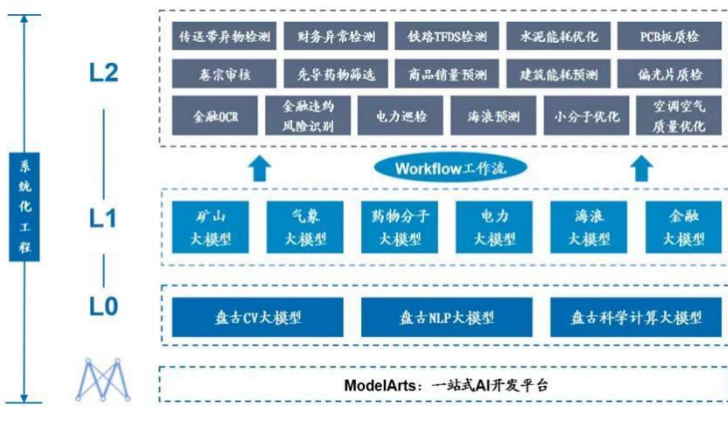 传送带异物检测 财务异常检测 铁路TFDS检测 水泥能耗优化 PCB板质检
L2
卷宗审核 先导药物筛选 商品销量预测 建筑能耗预测 偏光片质检
金融OCR 金融违约 电力巡检 海浪预测 小分子优化 空调空气
风险识别 质量优化
系统化工程
Workflow工作流
L1
矿山 气象 药物分子 电力 海浪 金融
大模型 大模型 大模型 大模型 大模型 大模型
L0
盘古CV大模型 盘古NLP大模型 盘古科学计算大模型
ModelArts：一站式AI开发平台